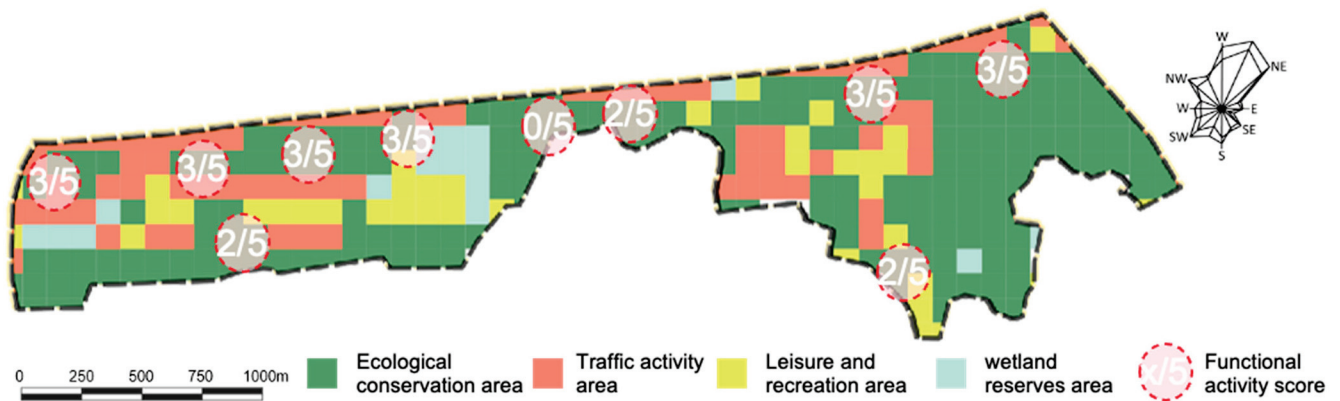 W
NE
NW
W
E
SW
SE
S
3/5
3/5
3/5
3/5
0/5
2/5
3/5
3/5
2/5
2/5
0 250 500 750 1000m
Ecological
conservation area
Traffic activity
area
Leisure and
recreation area
wetland
reserves area
x/5
Functional
activity score